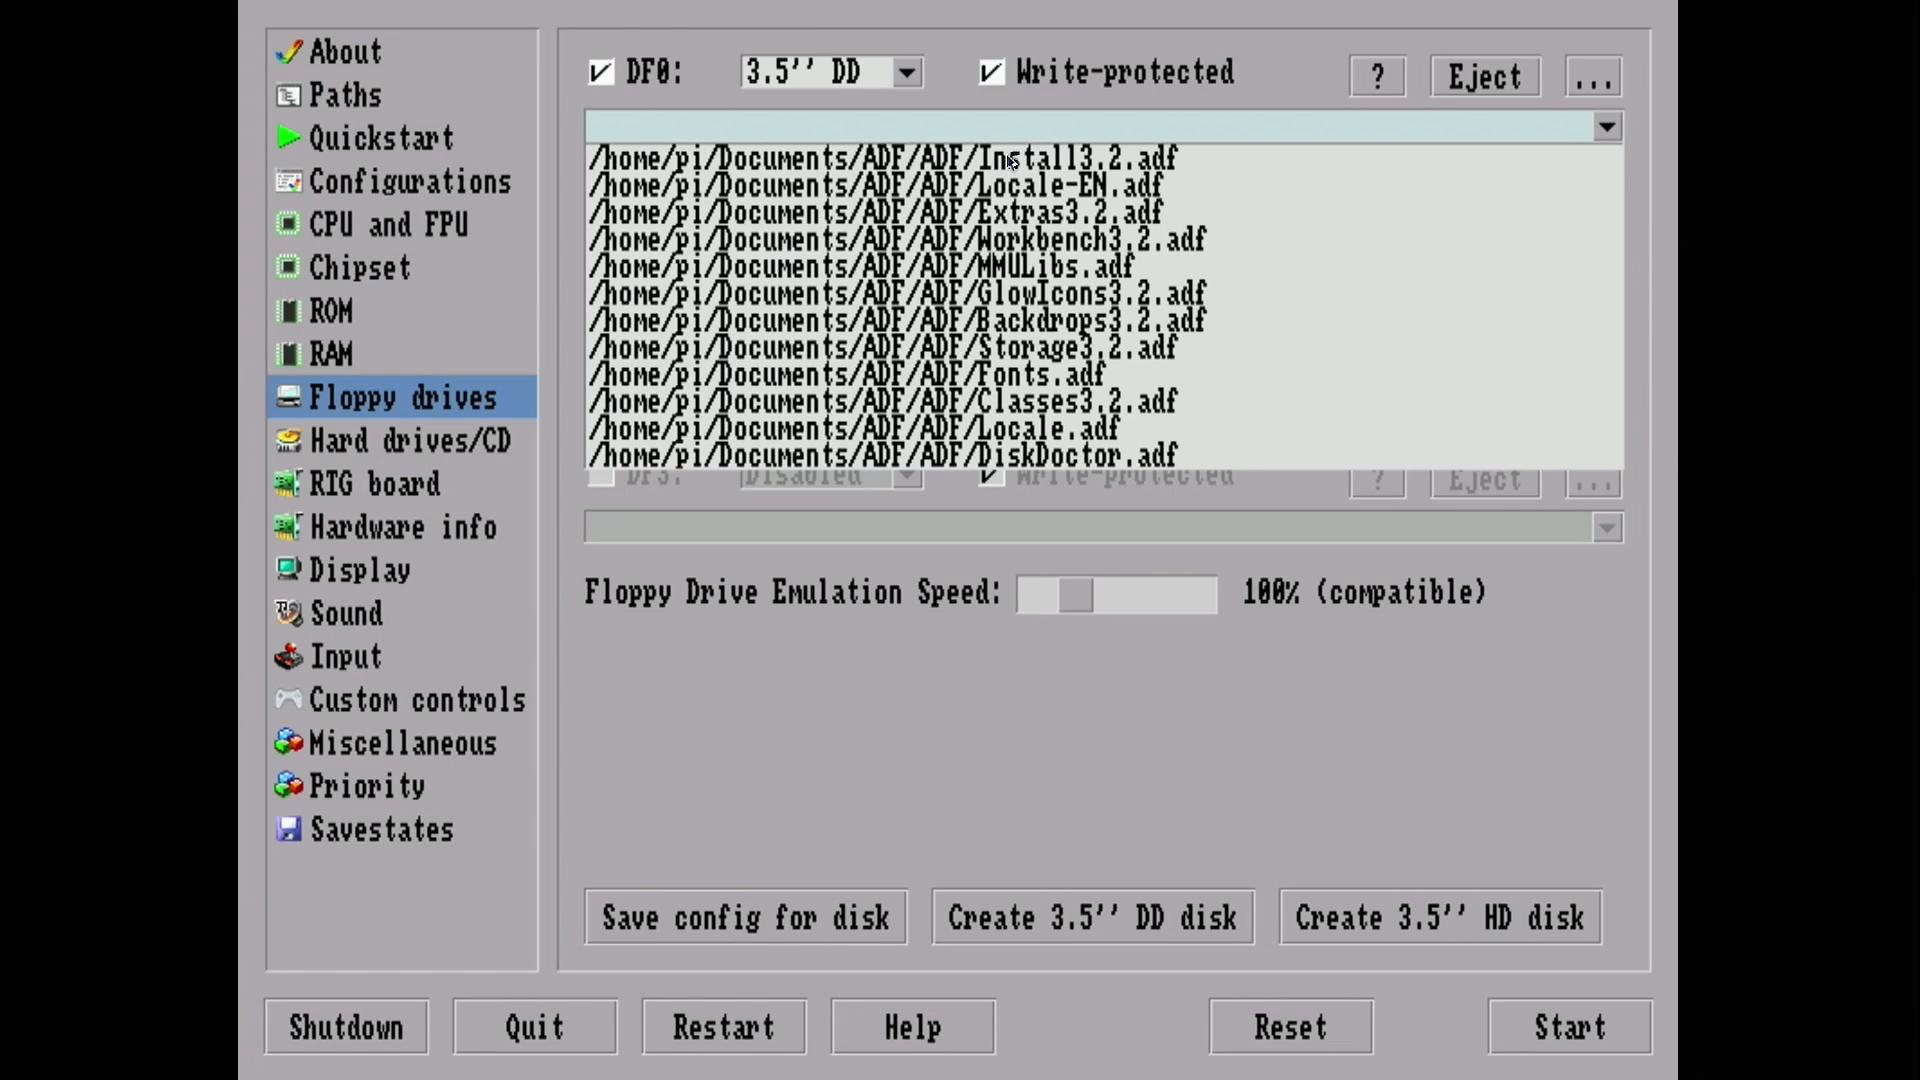 About
Paths
Quickstart
Configurations
CPU and FPU
Chipset
ROM
RAM
Floppy drives
Hard drives/CD
RTG board
Hardware info
Display
Sound
Input
Custom controls
Miscellaneous
Priority
Savestates
DF0: 3.5'' DD Write-protected ? Eject ...
/home/pi/Documents/ADF/ADF/Install3.2.adf
/home/pi/Documents/ADF/ADF/Locale-EN.adf
/home/pi/Documents/ADF/ADF/Extras3.2.adf
/home/pi/Documents/ADF/ADF/Workbench3.2.adf
/home/pi/Documents/ADF/ADF/MMULibs.adf
/home/pi/Documents/ADF/ADF/GlowIcons3.2.adf
/home/pi/Documents/ADF/ADF/Backdrops3.2.adf
/home/pi/Documents/ADF/ADF/Storage3.2.adf
/home/pi/Documents/ADF/ADF/Fonts.adf
/home/pi/Documents/ADF/ADF/Classes3.2.adf
/home/pi/Documents/ADF/ADF/Locale.adf
/home/pi/Documents/ADF/ADF/DiskDoctor.adf
DF3: Disabled Write-protected ? Eject ...
Floppy Drive Emulation Speed: 100% (compatible)
Save config for disk Create 3.5'' DD disk Create 3.5'' HD disk
Shutdown Quit Restart Help Reset Start